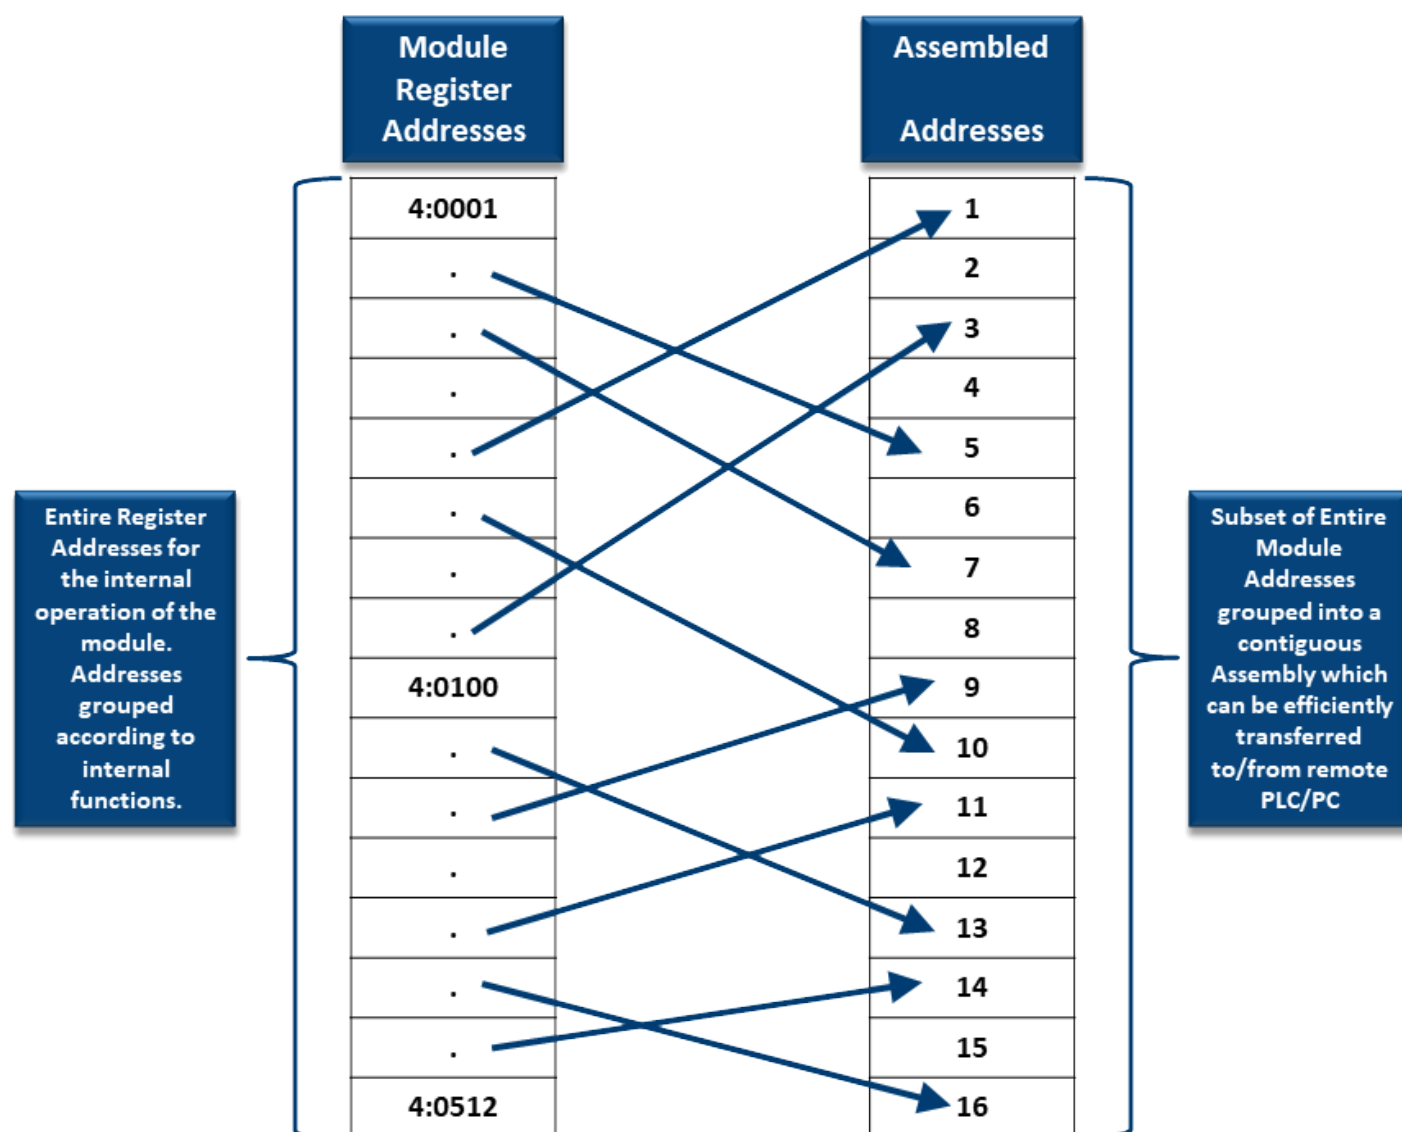 Module
Register
Addresses
Assembled
Addresses
4:0001
.
.
.
.
.
.
.
4:0100
.
.
.
.
.
.
4:0512
1
2
3
4
5
6
7
8
9
10
11
12
13
14
15
16
Entire Register
Addresses for
the internal
operation of the
module.
Addresses
grouped
according to
internal
functions.
Subset of Entire
Module
Addresses
grouped into a
contiguous
Assembly which
can be efficiently
transferred
to/from remote
PLC/PC